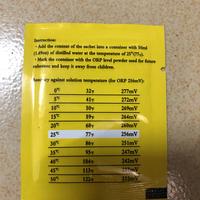 Instruction:
• Add the content of the sachet into a container with 50ml
(1.69oz) of distilled water at the temperature of 25℃(77℉).
• Mark the container with the ORP level powder used for future
reference and keep it away from children.
Accuracy against solution temperature (for ORP 256mV):
0℃ 32℉ 277mV
5℃ 41℉ 272mV
10℃ 50℉ 269mV
15℃ 59℉ 264mV
20℃ 68℉ 260mV
25℃ 77℉ 256mV
30℃ 86℉ 251mV
35℃ 95℉ 247mV
40℃ 104℉ 242mV
45℃ 113℉
50℃ 122℉